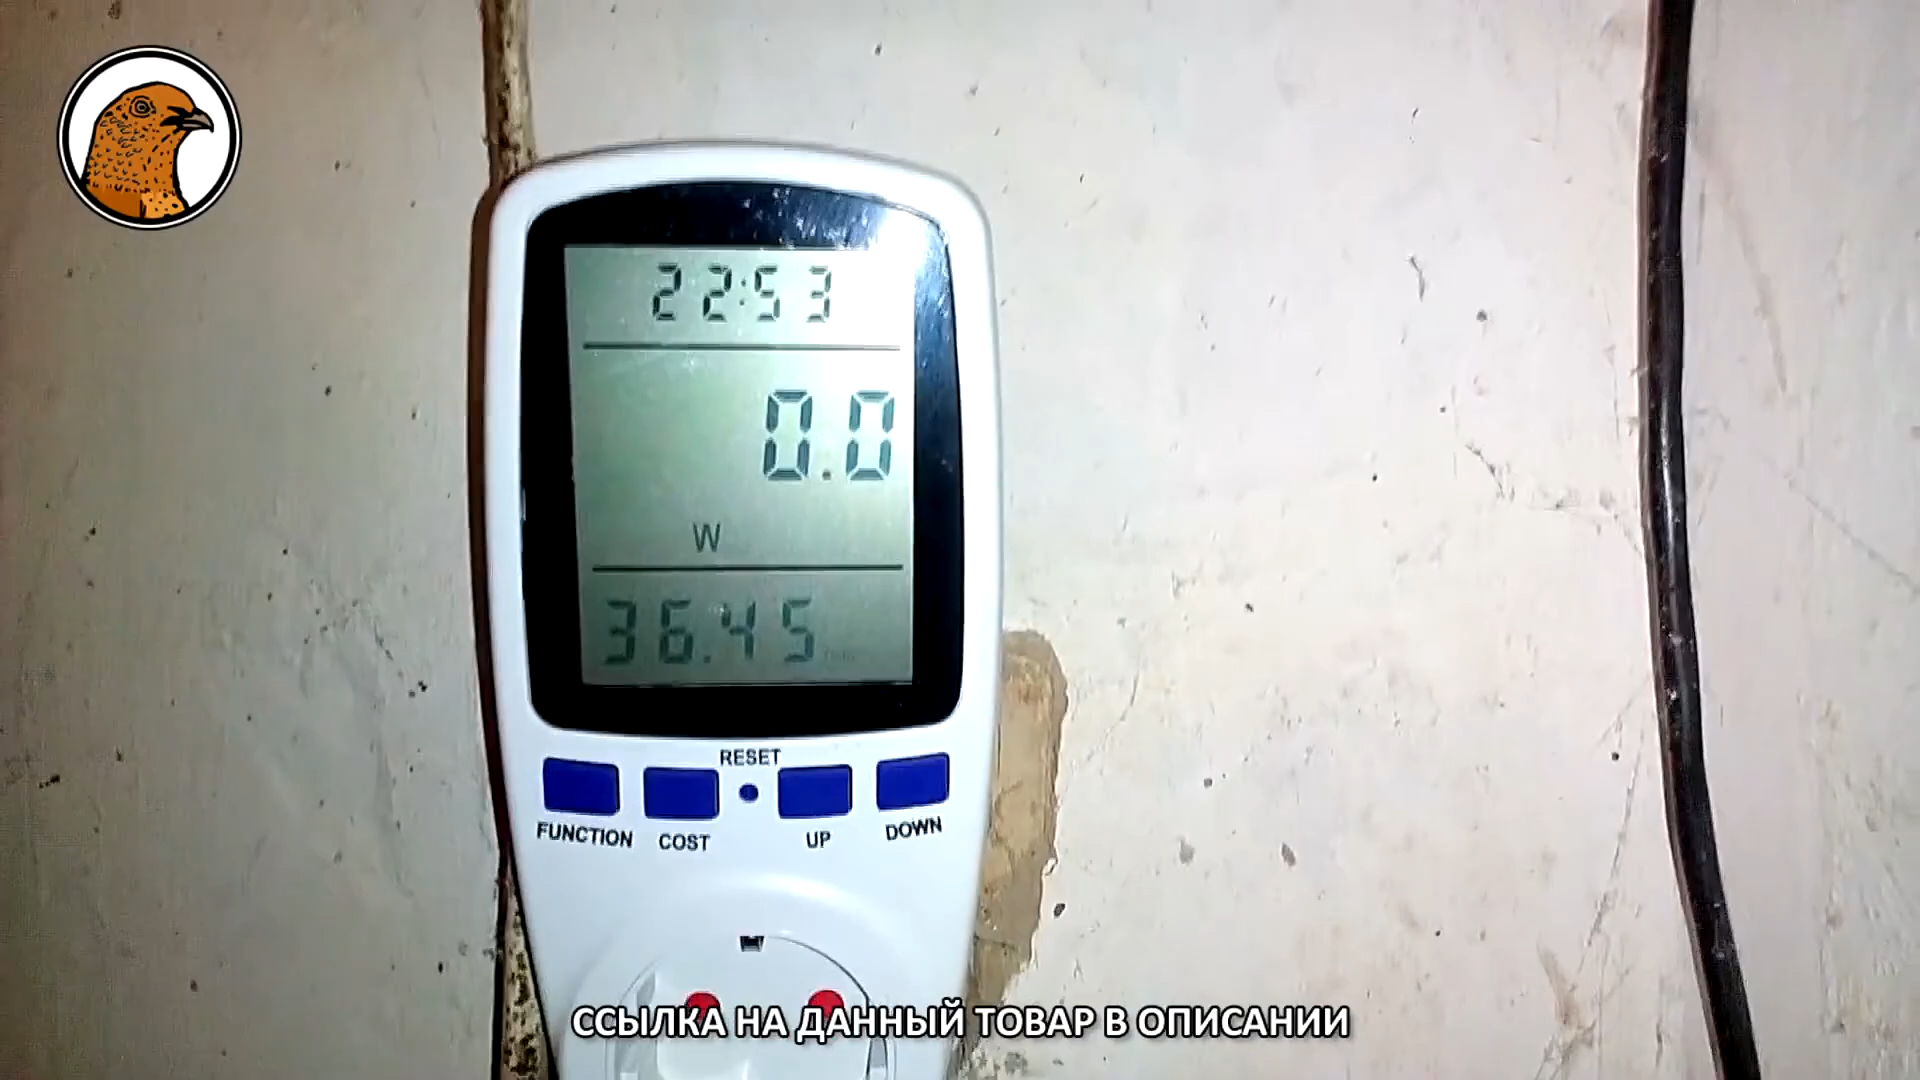 22:53
0.0
W
36.45
RESET
FUNCTION COST UP DOWN
ССЫЛКА НА ДАННЫЙ ТОВАР В ОПИСАНИИ